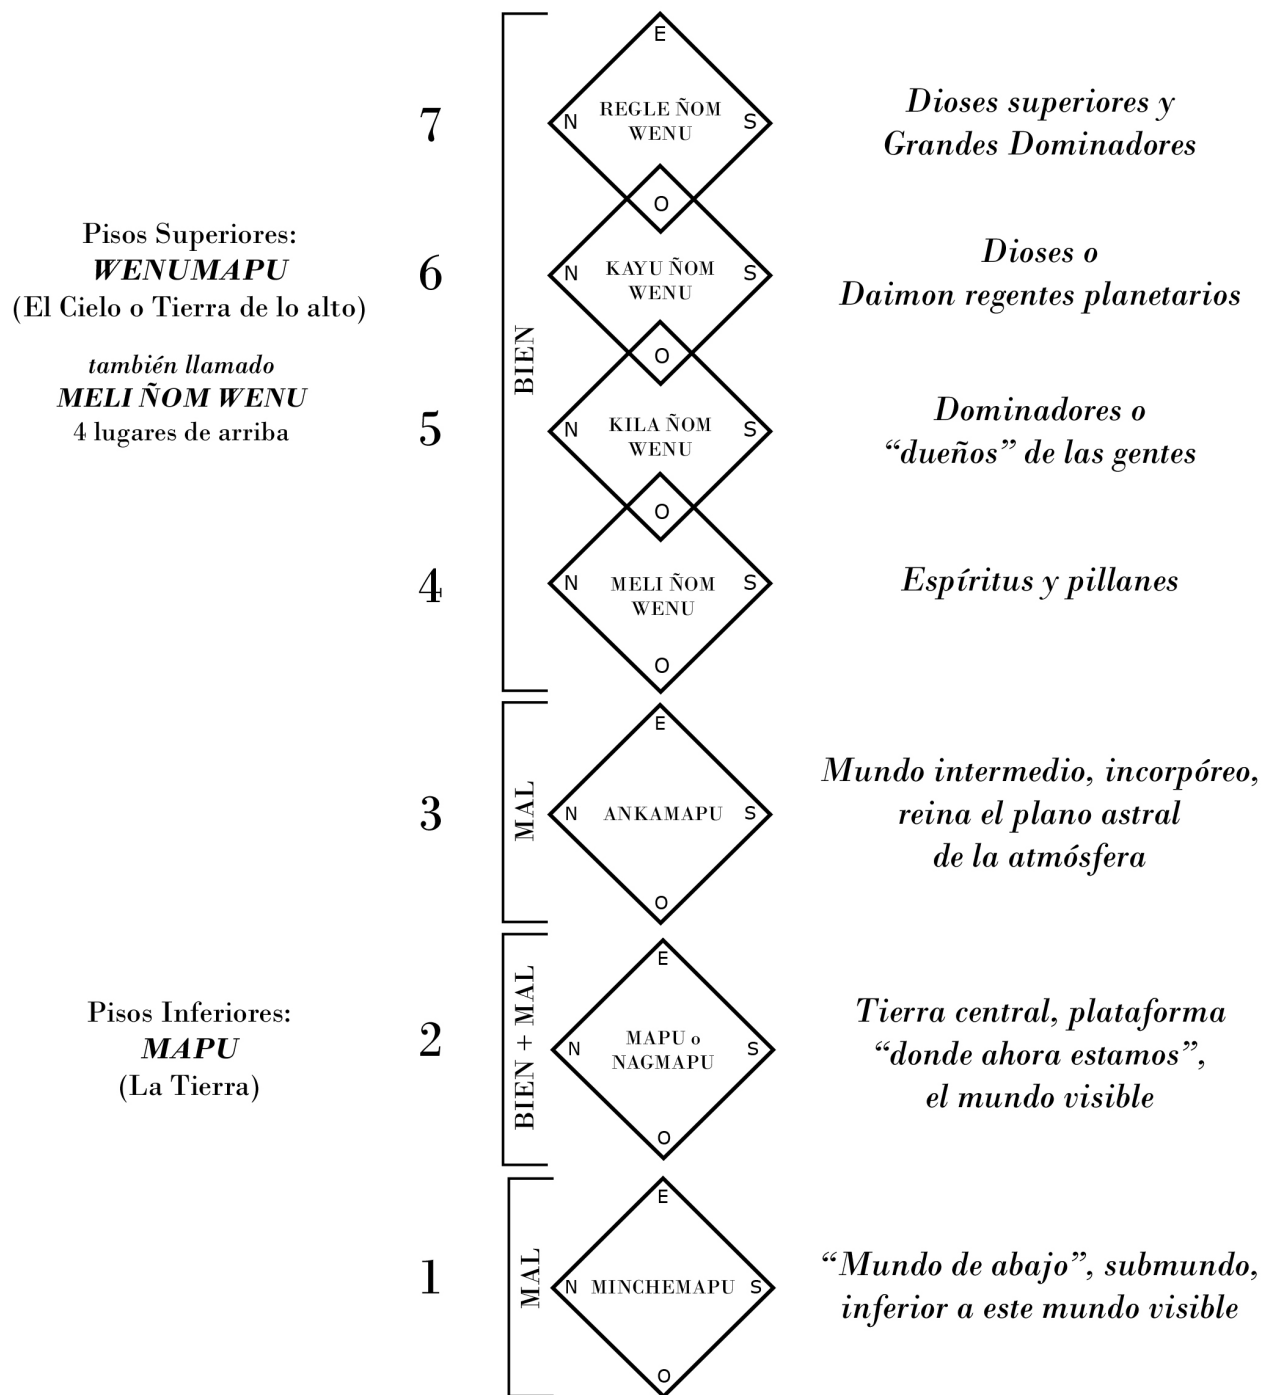 E
7
N
REGLE ÑOM
WENU
S
Dioses superiores y
Grandes Dominadores
O
Pisos Superiores:
WENUMAPU
(El Cielo o Tierra de lo alto)
también llamado
MELI ÑOM WENU
4 lugares de arriba
BIEN
6
N
KAYU ÑOM
WENU
S
Dioses o
Daimon regentes planetarios
O
5
N
KILA ÑOM
WENU
S
Dominadores o
“dueños” de las gentes
O
4
N
MELI ÑOM
WENU
S
Espíritus y pillanes
O
E
3
MAL
N
ANKAMAPU
S
Mundo intermedio, incorpóreo,
reina el plano astral
de la atmósfera
O
E
Pisos Inferiores:
MAPU
(La Tierra)
2
BIEN + MAL
N
MAPU o
NAGMAPU
S
Tierra central, plataforma
“donde ahora estamos”,
el mundo visible
O
E
1
MAL
N
MINCHEMAPU
S
“Mundo de abajo”, submundo,
inferior a este mundo visible
O